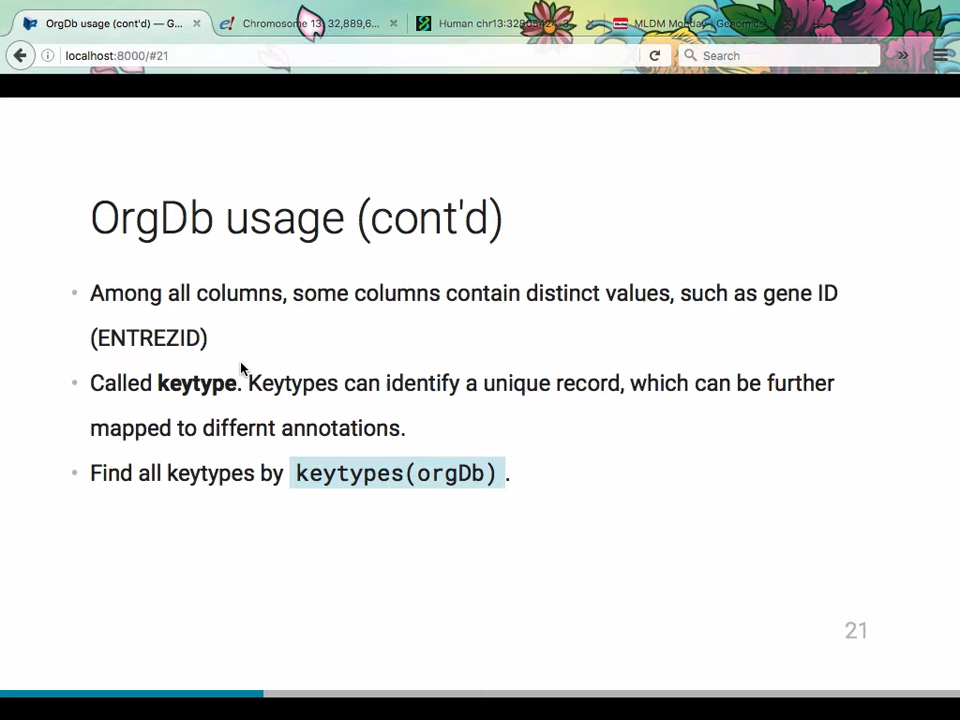 OrgDb usage (cont'd) — G...
Chromosome 13: 32,889,6...
Human chr13:32
MLDM Monday
Genomics
localhost:8000/#21
Search
OrgDb usage (cont'd)
• Among all columns, some columns contain distinct values, such as gene ID
(ENTREZID)
• Called keytype. Keytypes can identify a unique record, which can be further
mapped to differnt annotations.
• Find all keytypes by keytypes(orgDb) .
21